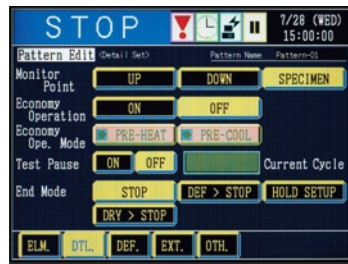 STOP 7/28 (WED) 15:00:00
Pattern Edit <Detail Set> Pattern Name Pattern-01
Monitor Point UP DOWN SPECIMEN
Economy Operation ON OFF
Economy Ope. Mode PRE-HEAT PRE-COOL
Test Pause ON OFF Current Cycle
End Mode STOP DEF > STOP HOLD SETUP
DRY > STOP
ELM. DTL. DEF. EXT. OTH.